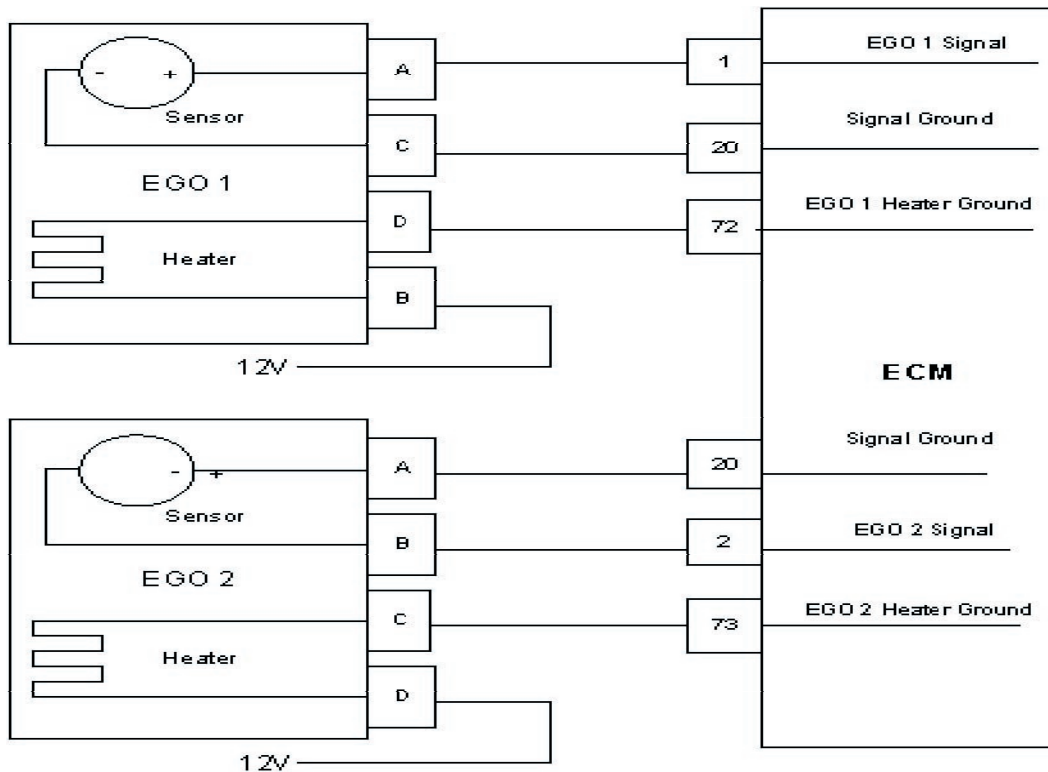 EGO 1 Signal
- +
A
1
Sensor
Signal Ground
C
20
EGO 1
EGO 1 Heater Ground
D
72
Heater
B
12V
ECM
Signal Ground
- +
A
20
Sensor
EGO 2 Signal
B
2
EGO 2
EGO 2 Heater Ground
C
73
Heater
D
12V